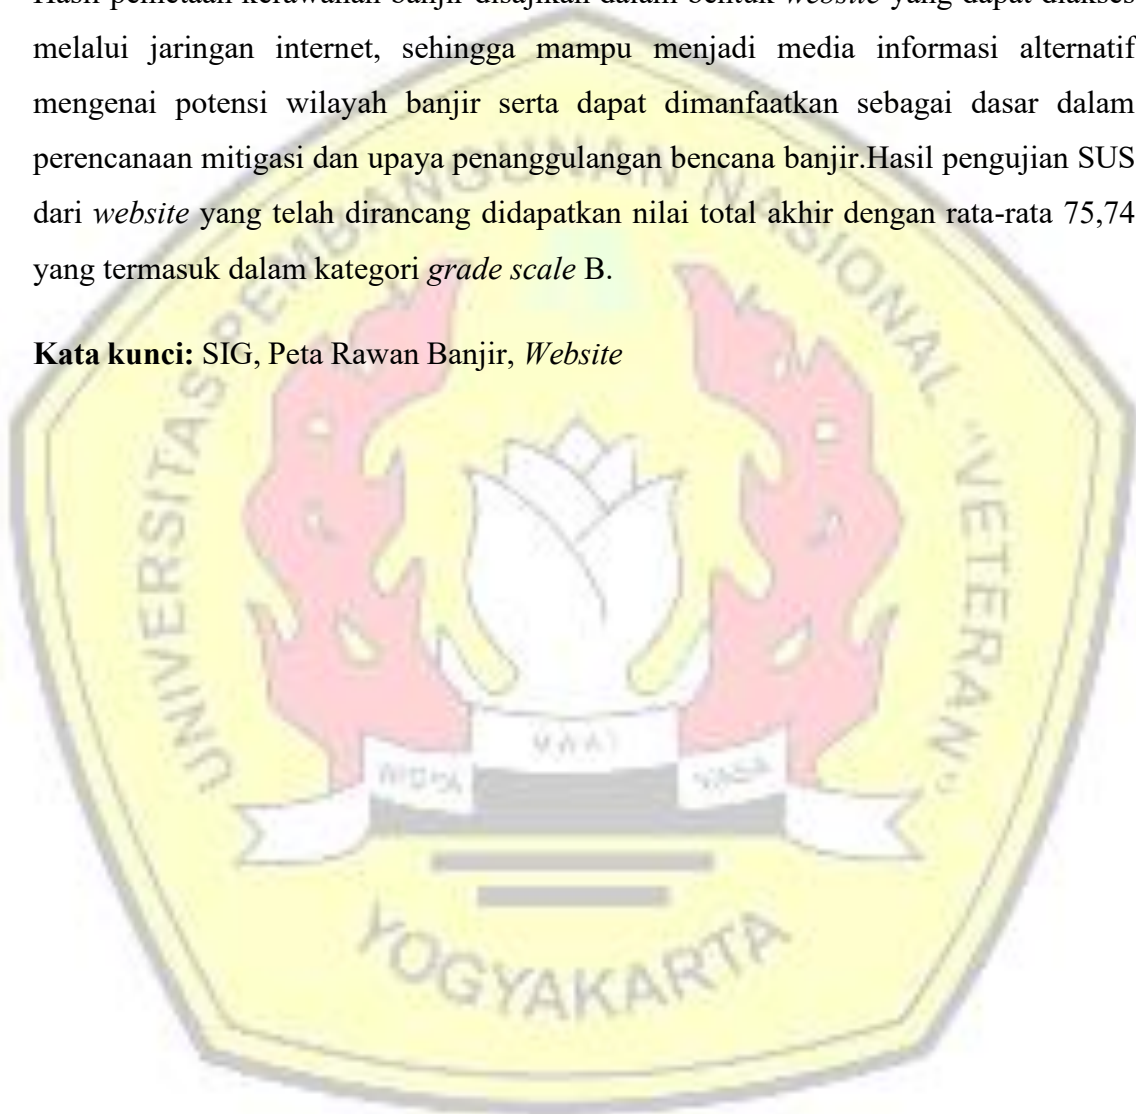 Hasil pemetaan kerawanan banjir disajikan dalam bentuk website yang dapat diakses
melalui jaringan internet, sehingga mampu menjadi media informasi alternatif
mengenai potensi wilayah banjir serta dapat dimanfaatkan sebagai dasar dalam
perencanaan mitigasi dan upaya penanggulangan bencana banjir.Hasil pengujian SUS
dari website yang telah dirancang didapatkan nilai total akhir dengan rata-rata 75,74
yang termasuk dalam kategori grade scale B.
Kata kunci: SIG, Peta Rawan Banjir, Website
UNIVERSITAS PEMBANGUNAN NASIONAL "VETERAN"
WIDYA
YOGYAKARTA